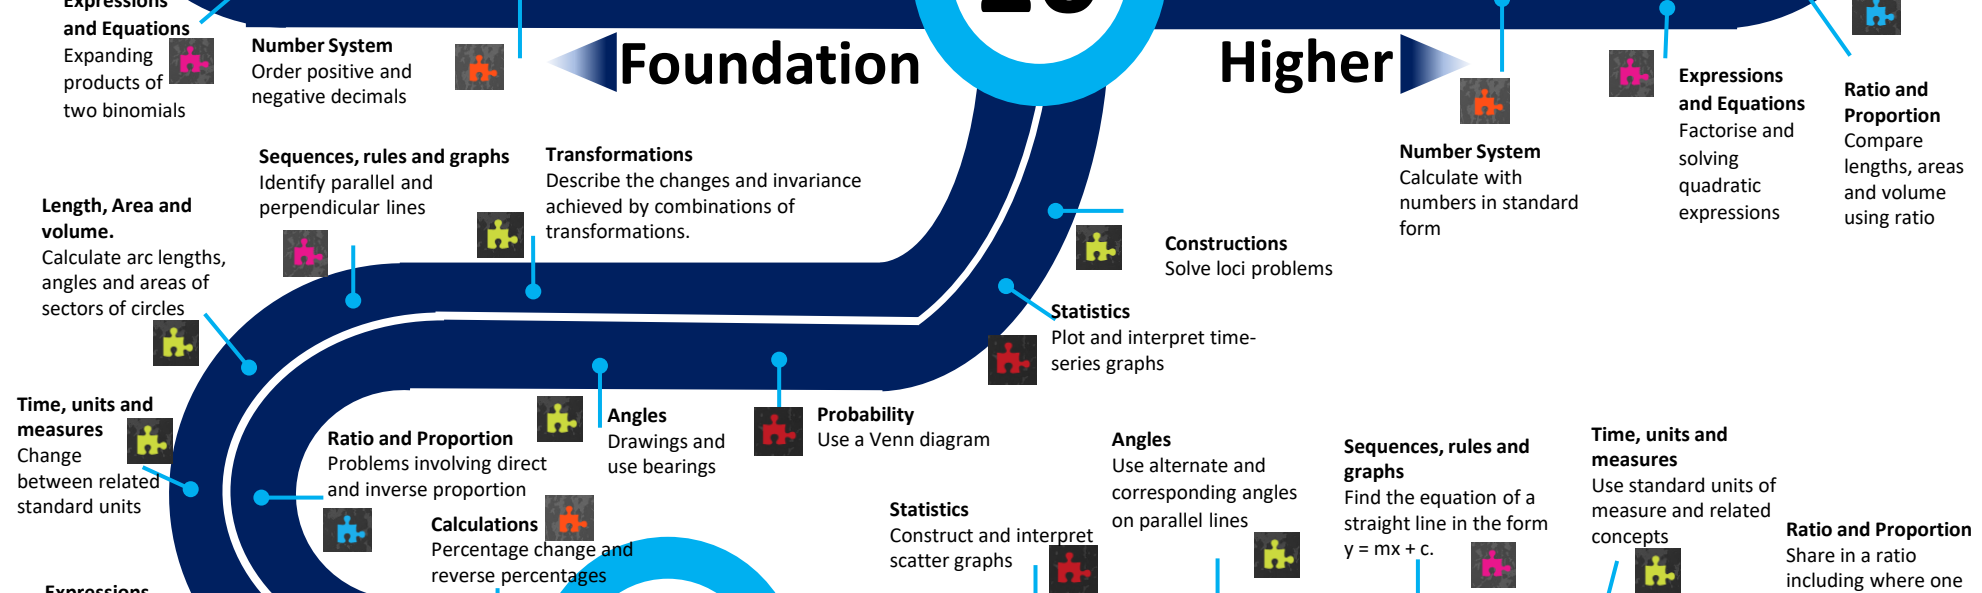 Expressions
and Equations
Expanding
products of
two binomials
Number System
Order positive and
negative decimals
Foundation
Higher
Number System
Calculate with
numbers in standard
form
Expressions
and Equations
Factorise and
solving
quadratic
expressions
Ratio and
Proportion
Compare
lengths, areas
and volume
using ratio
Sequences, rules and graphs
Identify parallel and
perpendicular lines
Transformations
Describe the changes and invariance
achieved by combinations of
transformations.
Length, Area and
volume.
Calculate arc lengths,
angles and areas of
sectors of circles
Constructions
Solve loci problems
Statistics
Plot and interpret time-
series graphs
Time, units and
measures
Change
between related
standard units
Ratio and Proportion
Problems involving direct
and inverse proportion
Angles
Drawings and
use bearings
Probability
Use a Venn diagram
Calculations
Percentage change and
reverse percentages
Statistics
Construct and interpret
scatter graphs
Angles
Use alternate and
corresponding angles
on parallel lines
Sequences, rules and
graphs
Find the equation of a
straight line in the form
y = mx + c.
Time, units and
measures
Use standard units of
measure and related
concepts
Ratio and Proportion
Share in a ratio
including where one
Expressions